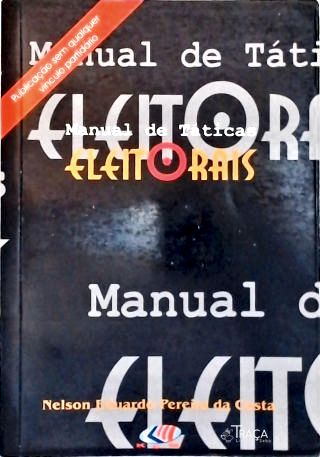 Publicação sem qualquer
vínculo partidário
Manual de Táti
ELEITORA
Manual de Táticas
ELEITORAIS
Manual d
ELEIT
Nelson Eduardo Pereira da Costa
TRAÇA